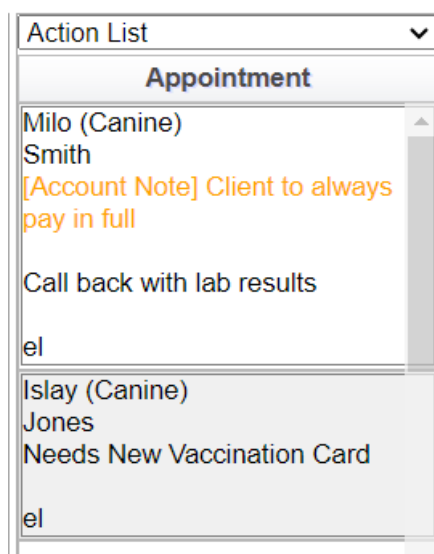 Action List
Appointment
Milo (Canine)
Smith
[Account Note] Client to always
pay in full
Call back with lab results
el
Islay (Canine)
Jones
Needs New Vaccination Card
el